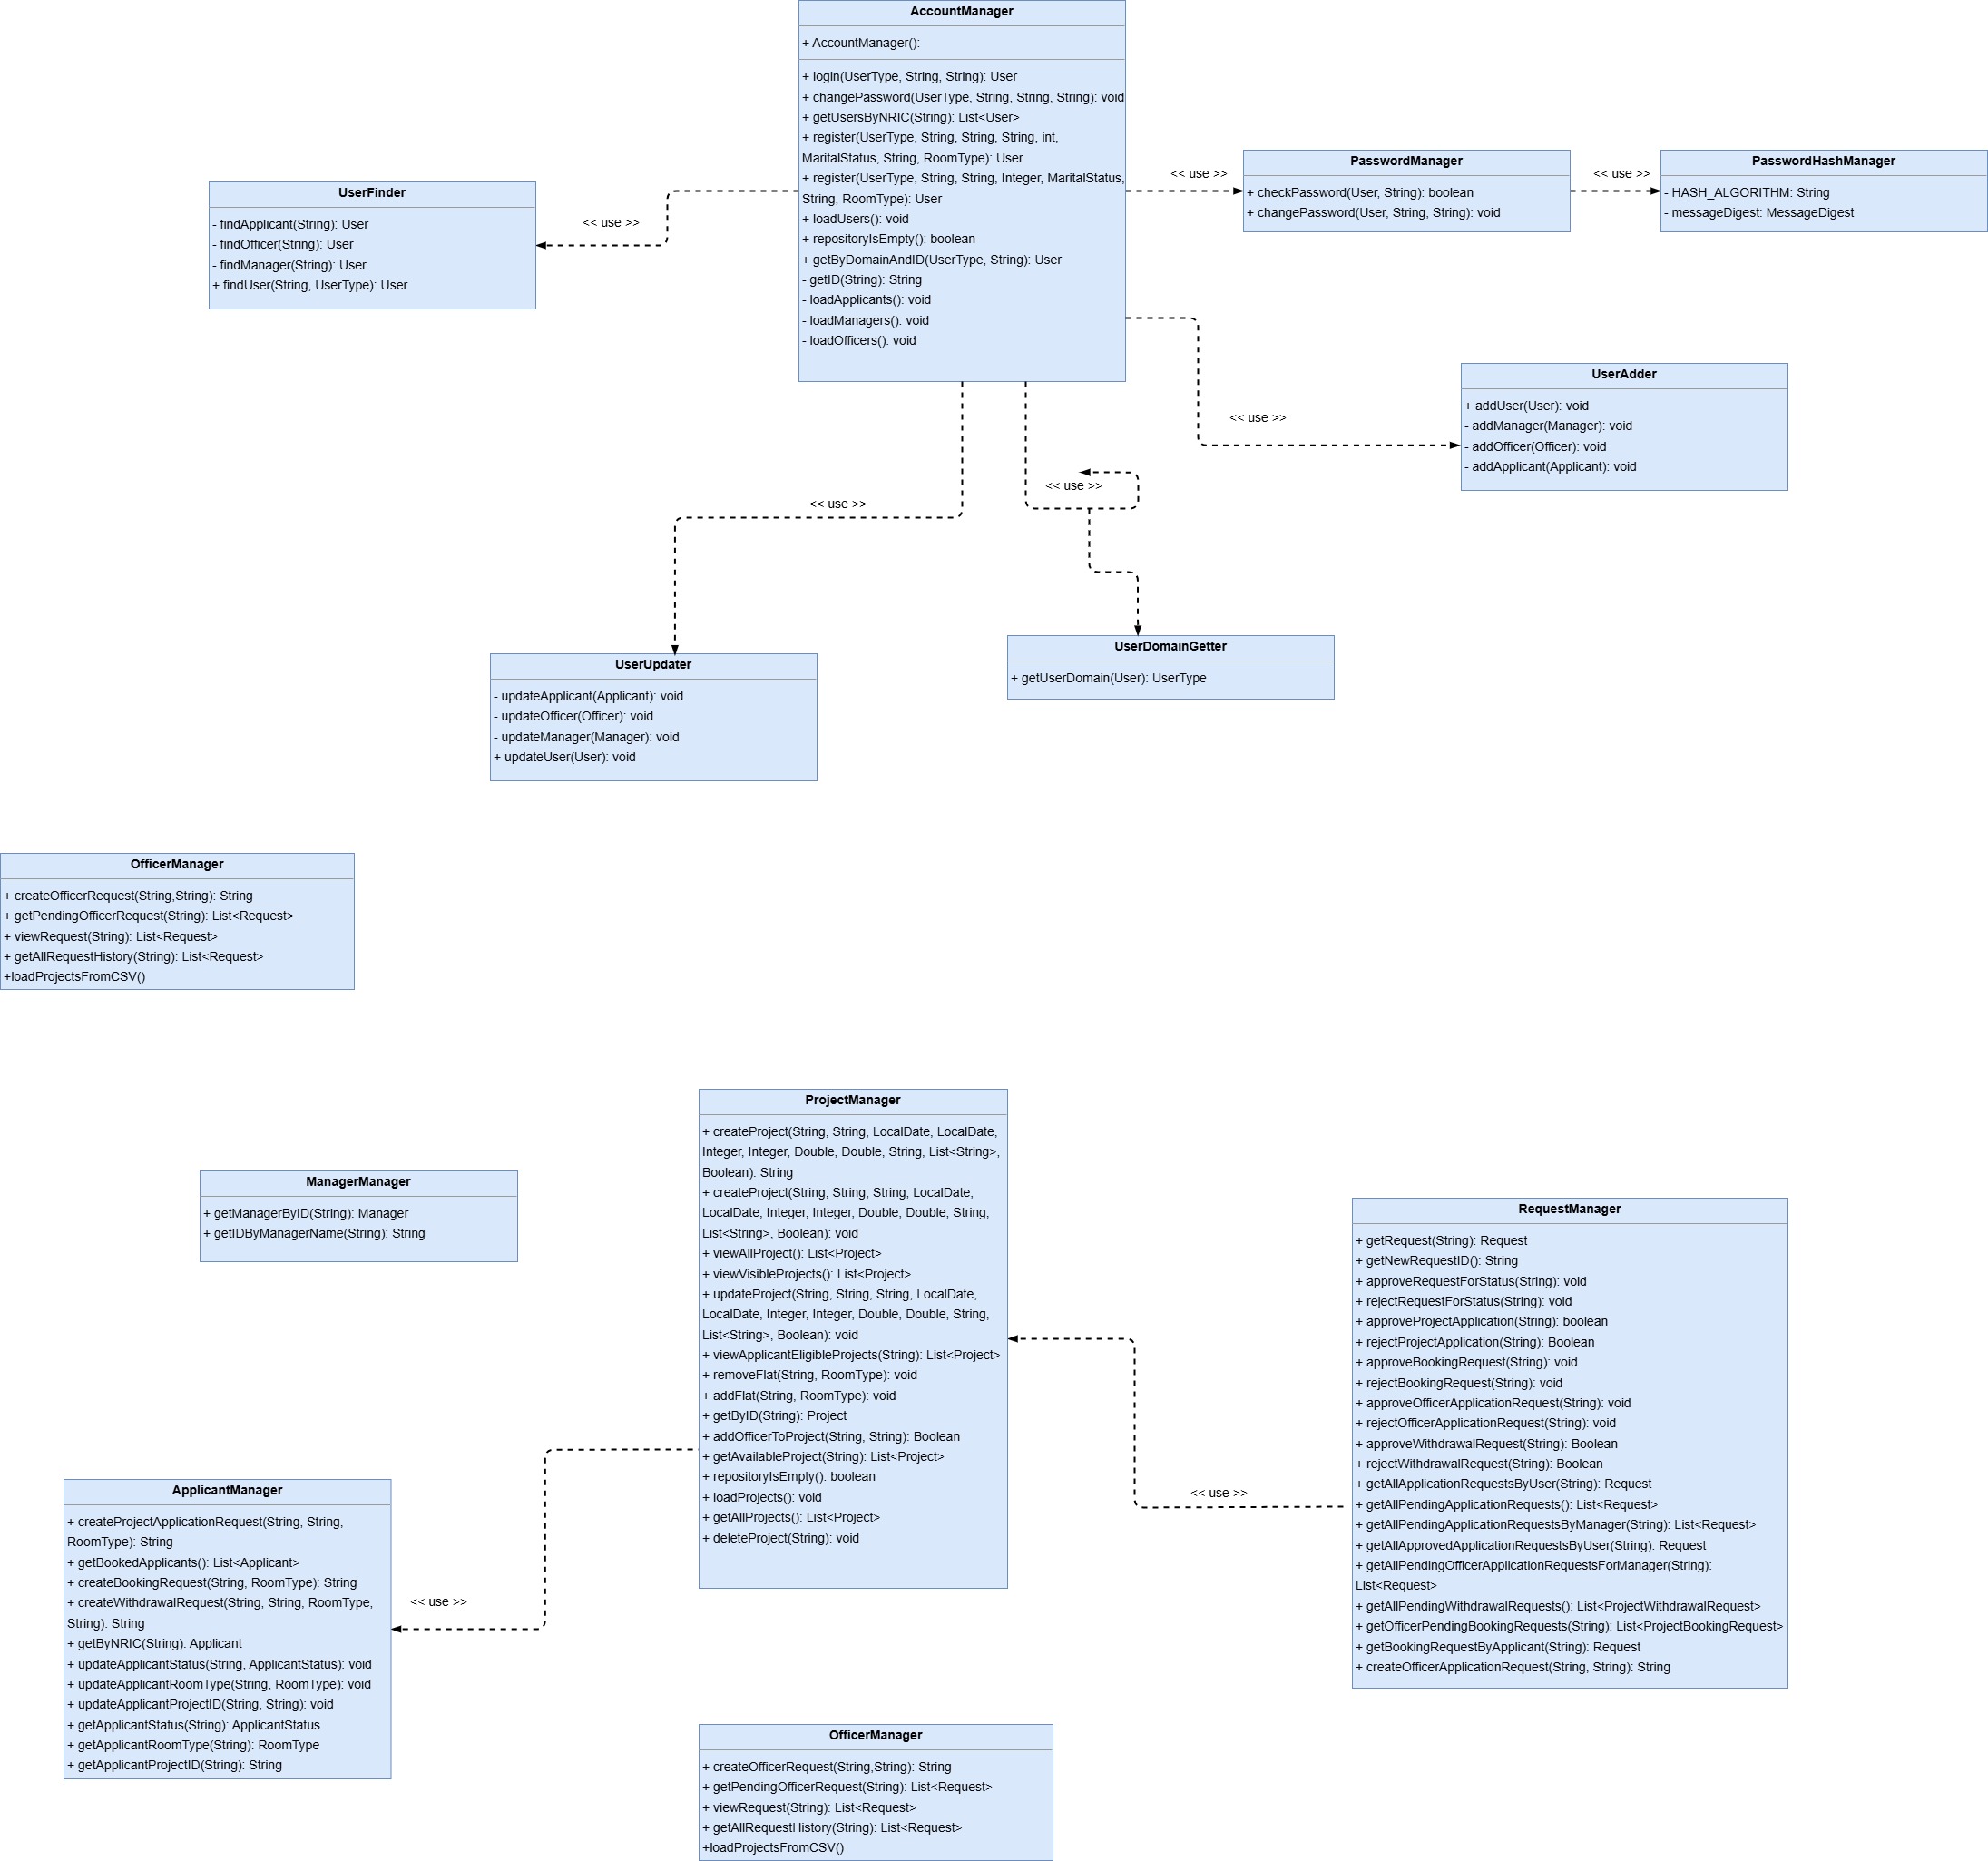 AccountManager
+ AccountManager():
+ login(UserType, String, String): User
+ changePassword(UserType, String, String, String): void
+ getUsersByNRIC(String): List<User>
+ register(UserType, String, String, String, int,
MaritalStatus, String, RoomType): User
+ register(UserType, String, String, Integer, MaritalStatus,
String, RoomType): User
+ loadUsers(): void
+ repositoryIsEmpty(): boolean
+ getByDomainAndID(UserType, String): User
- getID(String): String
- loadApplicants(): void
- loadManagers(): void
- loadOfficers(): void
<< use >>
PasswordManager
+ checkPassword(User, String): boolean
+ changePassword(User, String, String): void
<< use >>
PasswordHashManager
- HASH_ALGORITHM: String
- messageDigest: MessageDigest
UserFinder
- findApplicant(String): User
- findOfficer(String): User
- findManager(String): User
+ findUser(String, UserType): User
<< use >>
<< use >>
UserAdder
+ addUser(User): void
- addManager(Manager): void
- addOfficer(Officer): void
- addApplicant(Applicant): void
<< use >>
<< use >>
UserUpdater
- updateApplicant(Applicant): void
- updateOfficer(Officer): void
- updateManager(Manager): void
+ updateUser(User): void
UserDomainGetter
+ getUserDomain(User): UserType
OfficerManager
+ createOfficerRequest(String,String): String
+ getPendingOfficerRequest(String): List<Request>
+ viewRequest(String): List<Request>
+ getAllRequestHistory(String): List<Request>
+loadProjectsFromCSV()
ManagerManager
+ getManagerByID(String): Manager
+ getIDByManagerName(String): String
ProjectManager
+ createProject(String, String, LocalDate, LocalDate,
Integer, Integer, Double, Double, String, List<String>,
Boolean): String
+ createProject(String, String, String, LocalDate,
LocalDate, Integer, Integer, Double, Double, String,
List<String>, Boolean): void
+ viewAllProject(): List<Project>
+ viewVisibleProjects(): List<Project>
+ updateProject(String, String, String, LocalDate,
LocalDate, Integer, Integer, Double, Double, String,
List<String>, Boolean): void
+ viewApplicantEligibleProjects(String): List<Project>
+ removeFlat(String, RoomType): void
+ addFlat(String, RoomType): void
+ getByID(String): Project
+ addOfficerToProject(String, String): Boolean
+ getAvailableProject(String): List<Project>
+ repositoryIsEmpty(): boolean
+ loadProjects(): void
+ getAllProjects(): List<Project>
+ deleteProject(String): void
<< use >>
RequestManager
+ getRequest(String): Request
+ getNewRequestID(): String
+ approveRequestForStatus(String): void
+ rejectRequestForStatus(String): void
+ approveProjectApplication(String): boolean
+ rejectProjectApplication(String): Boolean
+ approveBookingRequest(String): void
+ rejectBookingRequest(String): void
+ approveOfficerApplicationRequest(String): void
+ rejectOfficerApplicationRequest(String): void
+ approveWithdrawalRequest(String): Boolean
+ rejectWithdrawalRequest(String): Boolean
+ getAllApplicationRequestsByUser(String): Request
+ getAllPendingApplicationRequests(): List<Request>
+ getAllPendingApplicationRequestsByManager(String): List<Request>
+ getAllApprovedApplicationRequestsByUser(String): Request
+ getAllPendingOfficerApplicationRequestsForManager(String):
List<Request>
+ getAllPendingWithdrawalRequests(): List<ProjectWithdrawalRequest>
+ getOfficerPendingBookingRequests(String): List<ProjectBookingRequest>
+ getBookingRequestByApplicant(String): Request
+ createOfficerApplicationRequest(String, String): String
ApplicantManager
+ createProjectApplicationRequest(String, String,
RoomType): String
+ getBookedApplicants(): List<Applicant>
+ createBookingRequest(String, RoomType): String
+ createWithdrawalRequest(String, String, RoomType,
String): String
+ getByNRIC(String): Applicant
+ updateApplicantStatus(String, ApplicantStatus): void
+ updateApplicantRoomType(String, RoomType): void
+ updateApplicantProjectID(String, String): void
+ getApplicantStatus(String): ApplicantStatus
+ getApplicantRoomType(String): RoomType
+ getApplicantProjectID(String): String
<< use >>
OfficerManager
+ createOfficerRequest(String,String): String
+ getPendingOfficerRequest(String): List<Request>
+ viewRequest(String): List<Request>
+ getAllRequestHistory(String): List<Request>
+loadProjectsFromCSV()